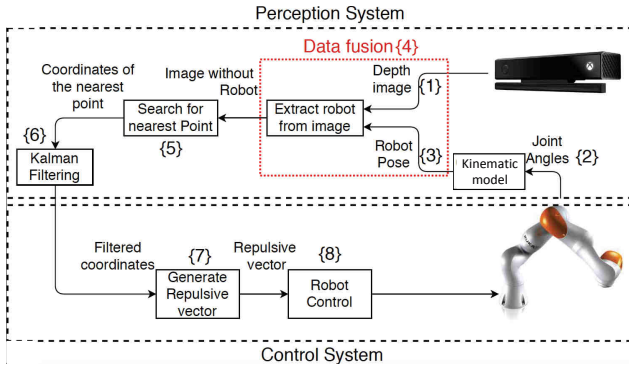 Perception System
Data fusion{4}
Coordinates of
the nearest
point
Image without
Robot
Depth
image
{1}
Search for
nearest Point
Extract robot
from image
{6}
Kalman
Filtering
{5}
Robot
Pose
{3}
Kinematic
model
Joint
Angles
{2}
Filtered
coordinates
{7}
Generate
Repulsive
vector
Repulsive
vector
{8}
Robot
Control
Control System